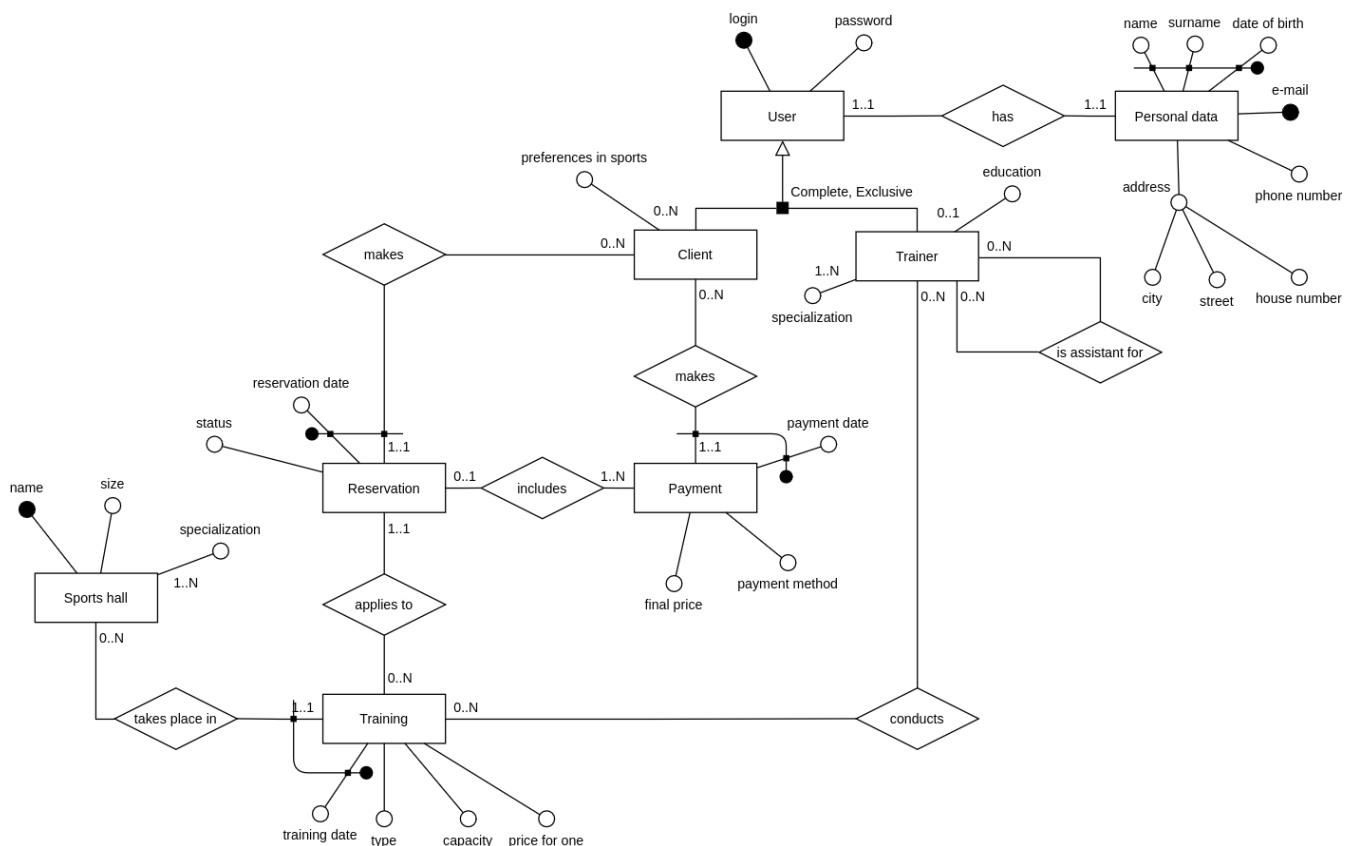 login
password
name
surname
date of birth
User
1..1
has
1..1
Personal data
e-mail
phone number
address
city
street
house number
preferences in sports
0..N
Complete, Exclusive
education
0..1
makes
0..N
Client
0..N
Trainer
0..N
1..N
specialization
0..N
0..N
is assistant for
makes
reservation date
status
1..1
payment date
1..1
Reservation
0..1
includes
1..N
Payment
name
size
specialization
1..N
Sports hall
0..N
1..1
payment method
final price
applies to
0..N
takes place in
1..1
Training
0..N
conducts
training date
type
capacity
price for one